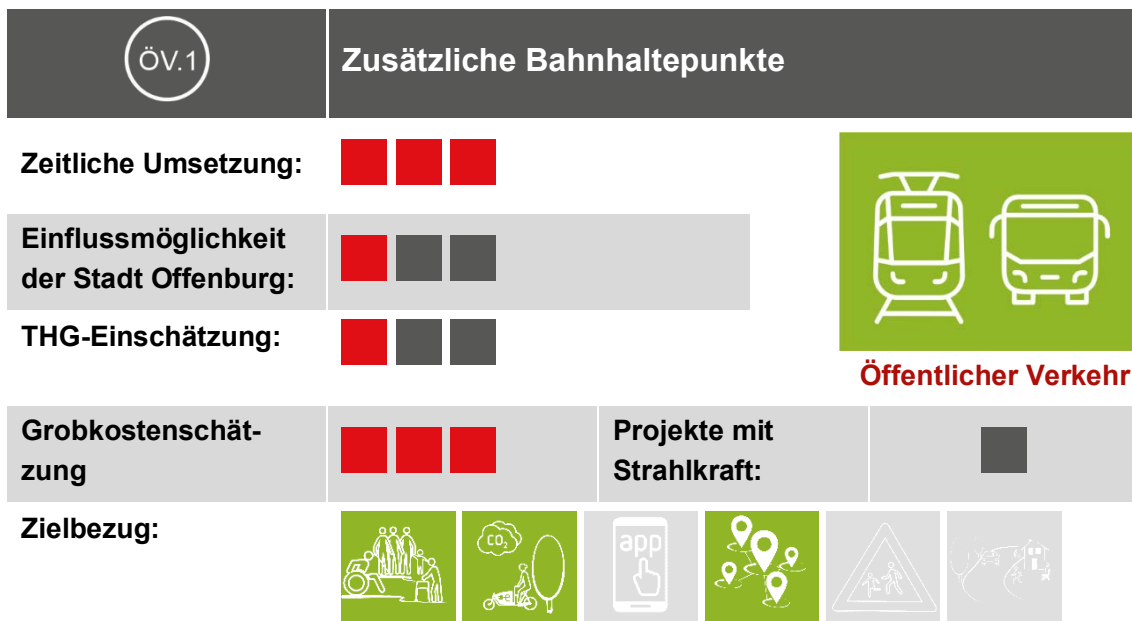 ÖV.1
Zusätzliche Bahnhaltepunkte
Zeitliche Umsetzung:
Einflussmöglichkeit
der Stadt Offenburg:
THG-Einschätzung:
Öffentlicher Verkehr
Grobkostenschät-
zung
Projekte mit
Strahlkraft:
Zielbezug:
CO₂
app